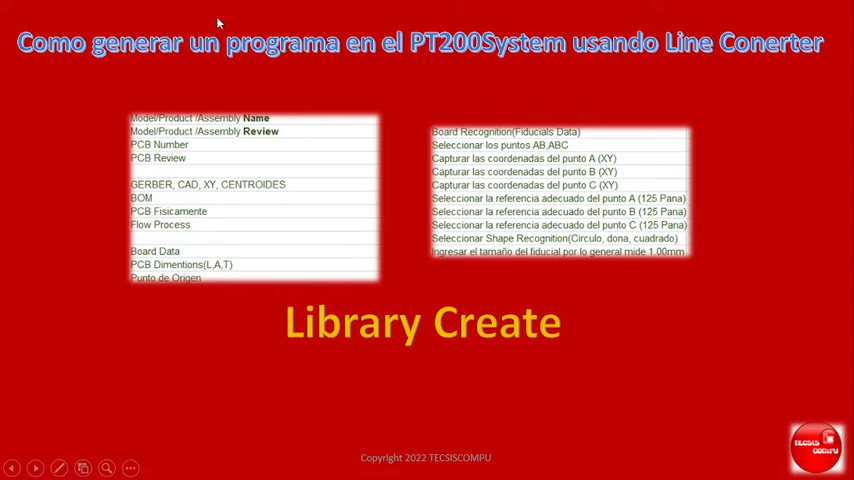 Como generar un programa en el PT200System usando Line Conerter
Model/Product /Assembly Name
Model/Product /Assembly Review
PCB Number
PCB Review
GERBER, CAD, XY, CENTROIDES
BOM
PCB Fisicamente
Flow Process
Board Data
PCB Dimentions(L,A,T)
Punto de Origen
Board Recognition(Fiducials Data)
Seleccionar los puntos AB,ABC
Capturar las coordenadas del punto A (XY)
Capturar las coordenadas del punto B (XY)
Capturar las coordenadas del punto C (XY)
Seleccionar la referencia adecuado del punto A (125 Pana)
Seleccionar la referencia adecuado del punto B (125 Pana)
Seleccionar la referencia adecuado del punto C (125 Pana)
Seleccionar Shape Recognition(Circulo, dona, cuadrado)
Ingresar el tamaño del fiducial por lo general mide 1.00mm
Library Create
Copyright 2022 TECSISCOMPU
TECSIS
COMPU